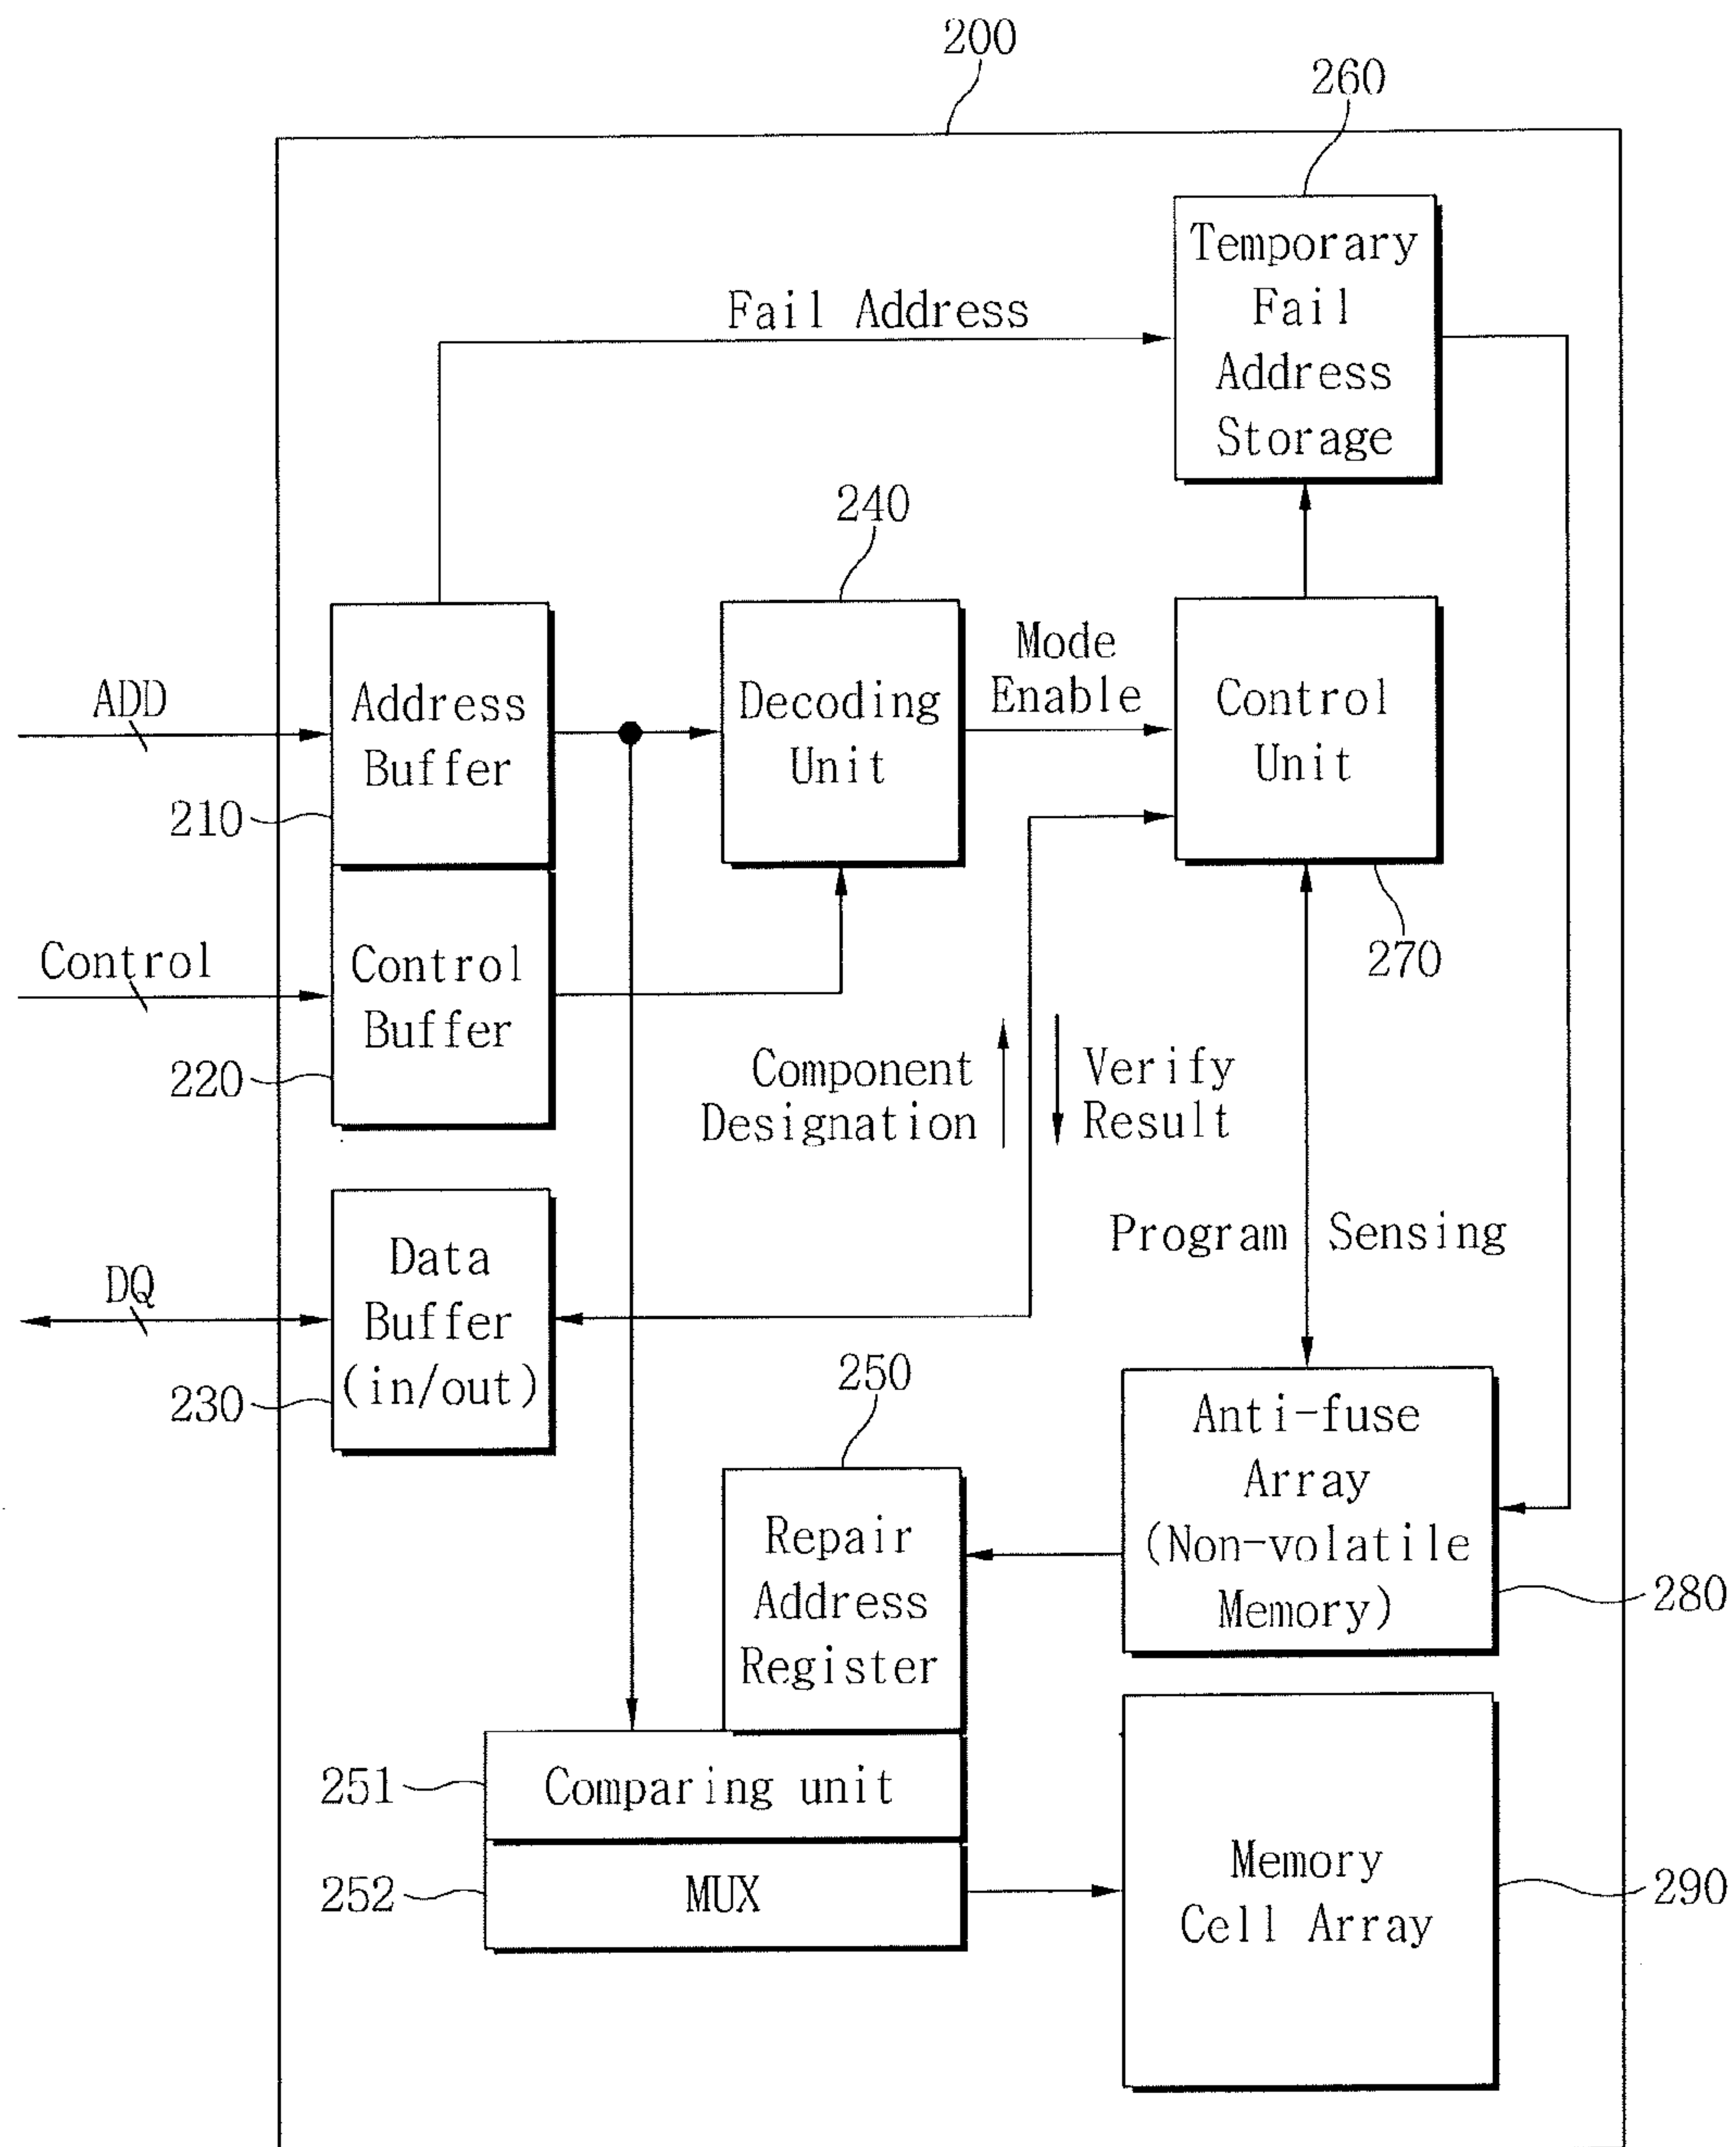 200
260
Temporary
Fail
Address
Storage
Fail Address
240
Address
Buffer
Decoding
Unit
Mode
Enable
Control
Unit
ADD
210
270
Control
Control
Buffer
220
Component
Designation
Verify
Result
Program
Sensing
DQ
Data
Buffer
(in/out)
230
250
Repair
Address
Register
Anti-fuse
Array
(Non-volatile
Memory)
280
251
Comparing unit
252
MUX
Memory
Cell Array
290